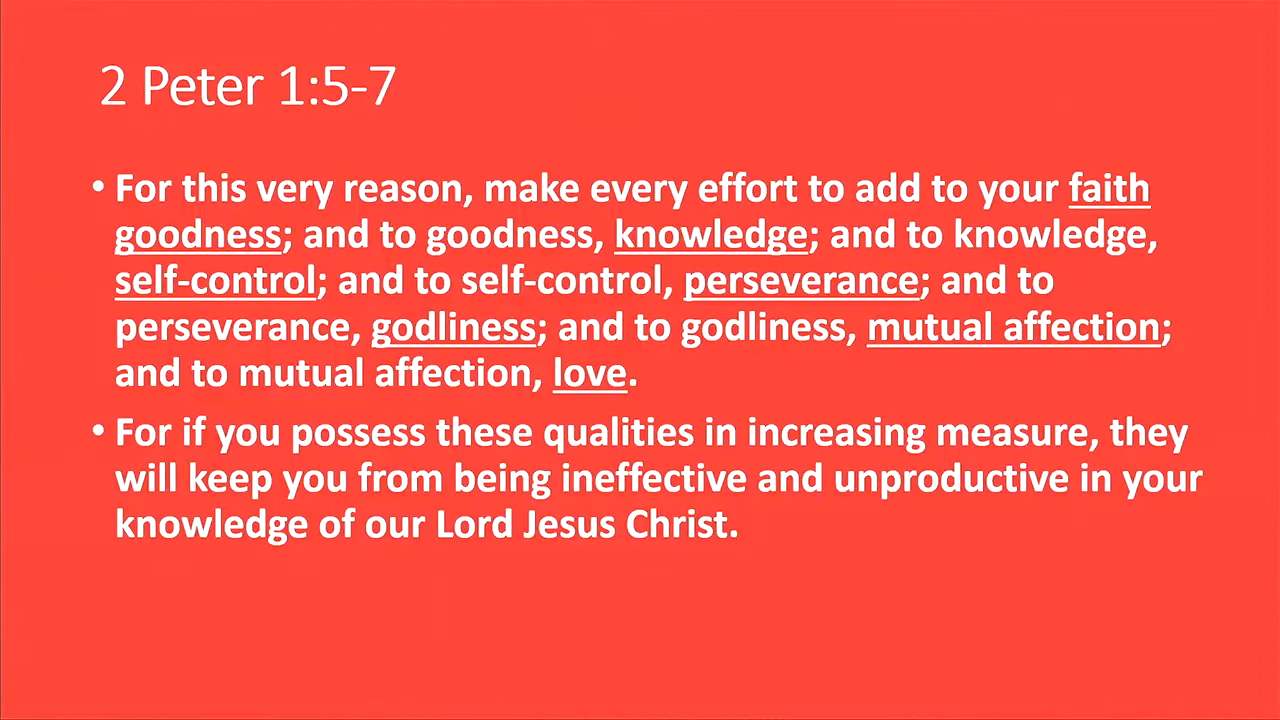 2 Peter 1:5-7
• For this very reason, make every effort to add to your faith
goodness; and to goodness, knowledge; and to knowledge,
self-control; and to self-control, perseverance; and to
perseverance, godliness; and to godliness, mutual affection;
and to mutual affection, love.
• For if you possess these qualities in increasing measure, they
will keep you from being ineffective and unproductive in your
knowledge of our Lord Jesus Christ.